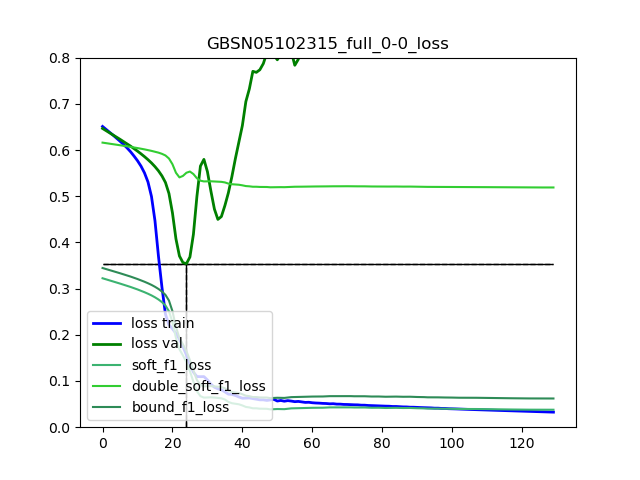 GBSN05102315_full_0-0_loss
0.8
0.7
0.6
0.5
0.4
0.3
0.2
0.1
0.0
loss train
loss val
soft_f1_loss
double_soft_f1_loss
bound_f1_loss
0 20 40 60 80 100 120